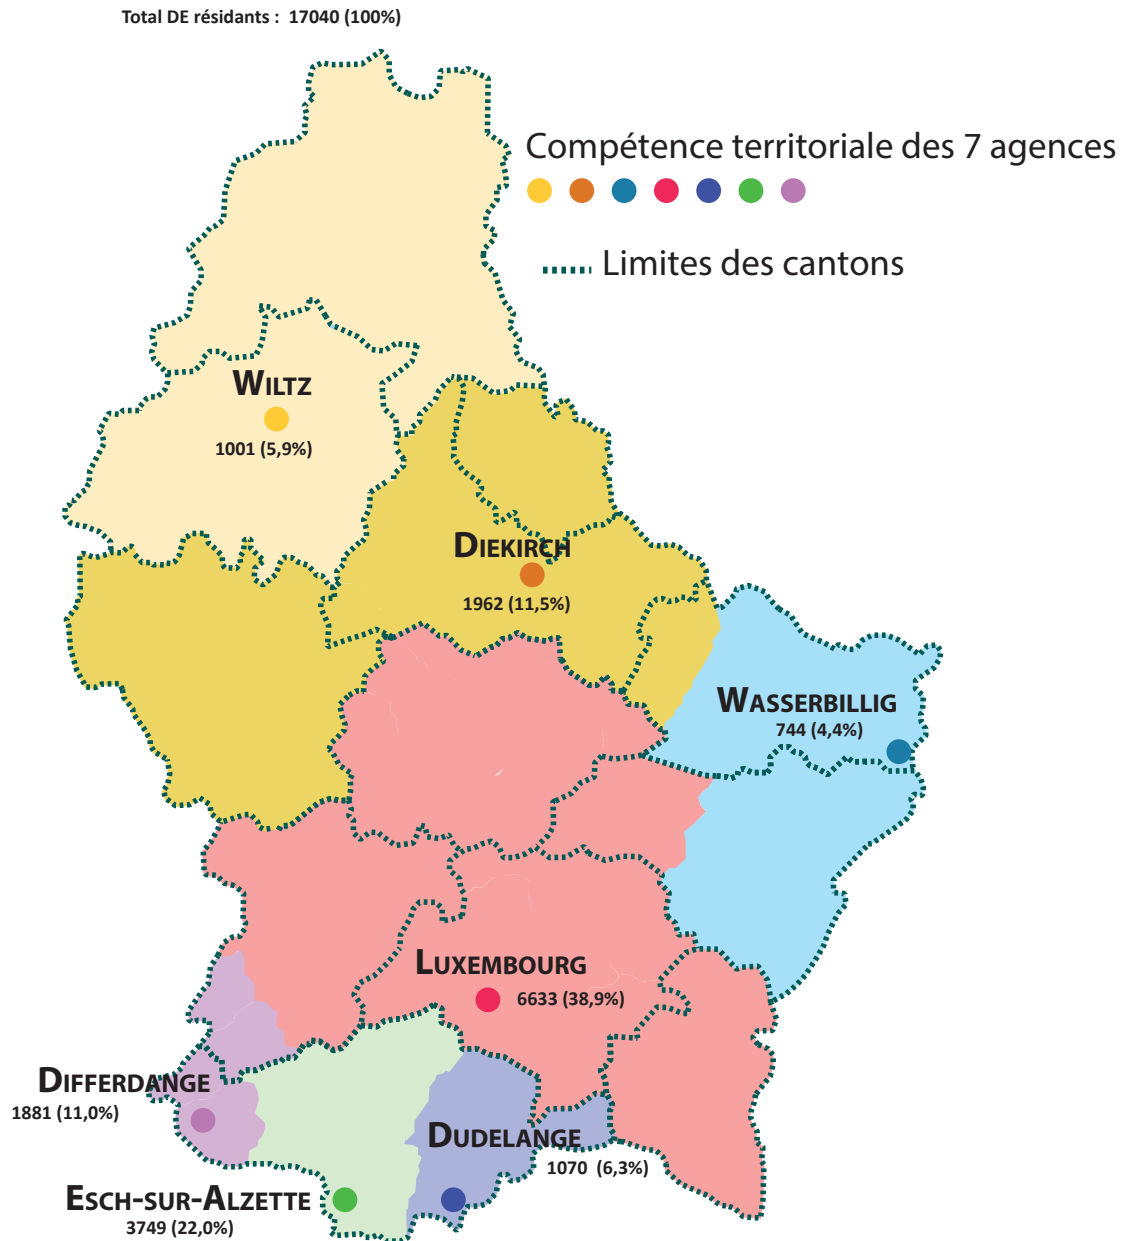 Total DE résidants : 17040 (100%)
Compétence territoriale des 7 agences
Limites des cantons
WILTZ
1001 (5,9%)
DIEKIRCH
1962 (11,5%)
WASSERBILLIG
744 (4,4%)
LUXEMBOURG
6633 (38,9%)
DIFFERDANGE
1881 (11,0%)
DUDELANGE
1070 (6,3%)
ESCH-SUR-ALZETTE
3749 (22,0%)